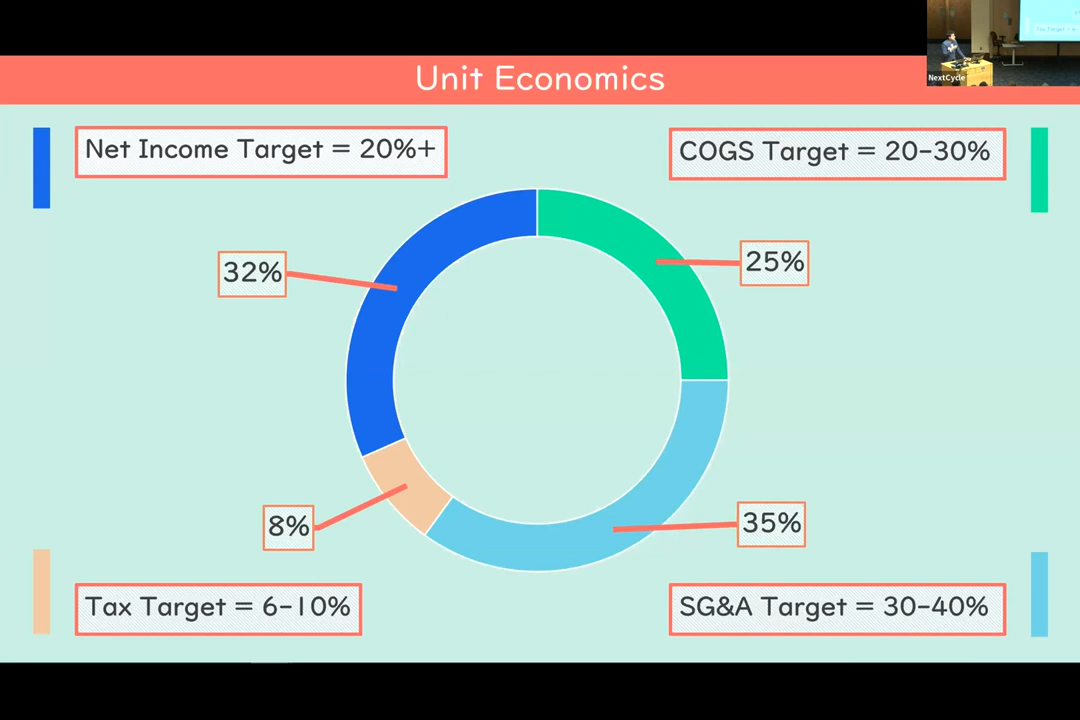 Unit Economics
NextCycle
Net Income Target = 20%+
COGS Target = 20-30%
32%
25%
8%
35%
Tax Target = 6-10%
SG&A Target = 30-40%